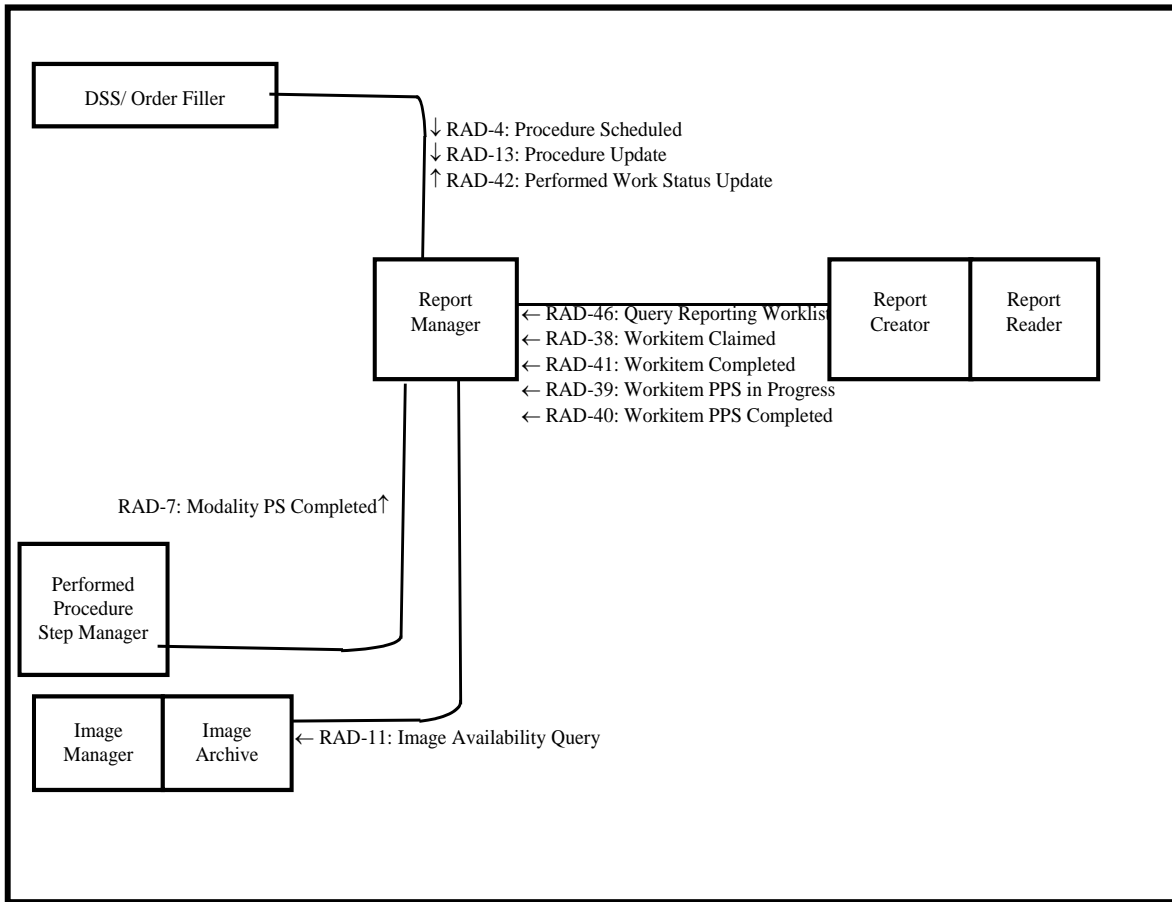 DSS/ Order Filler
↓ RAD-4: Procedure Scheduled
↓ RAD-13: Procedure Update
↑ RAD-42: Performed Work Status Update
Report
Manager
Report
Creator
Report
Reader
← RAD-46: Query Reporting Worklist
← RAD-38: Workitem Claimed
← RAD-41: Workitem Completed
← RAD-39: Workitem PPS in Progress
← RAD-40: Workitem PPS Completed
RAD-7: Modality PS Completed↑
Performed
Procedure
Step Manager
Image
Manager
Image
Archive
← RAD-11: Image Availability Query